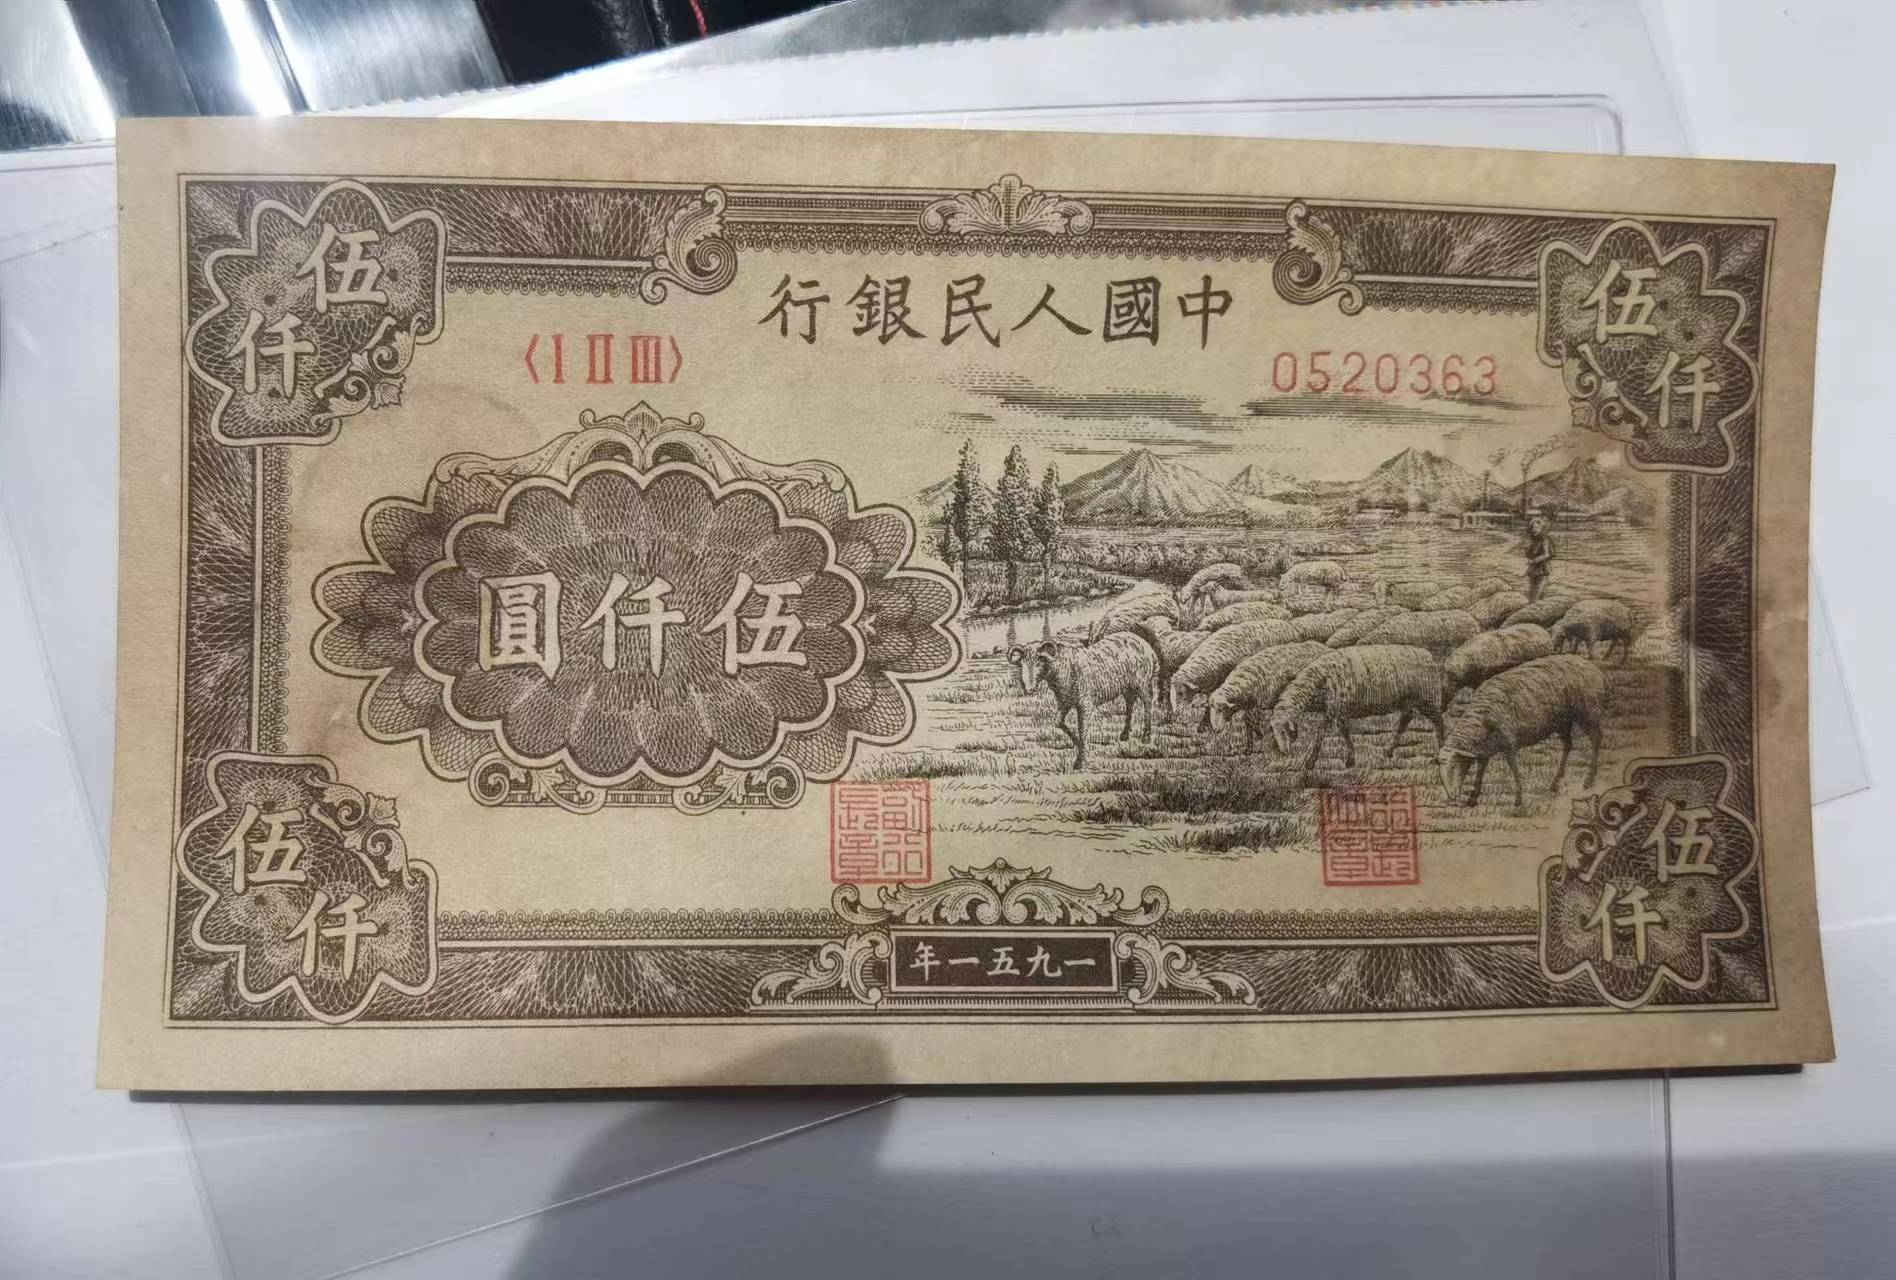 伍仟
伍仟
中國人民銀行
〈I II III〉
0520363
伍仟圓
伍仟
伍仟
一九五一年